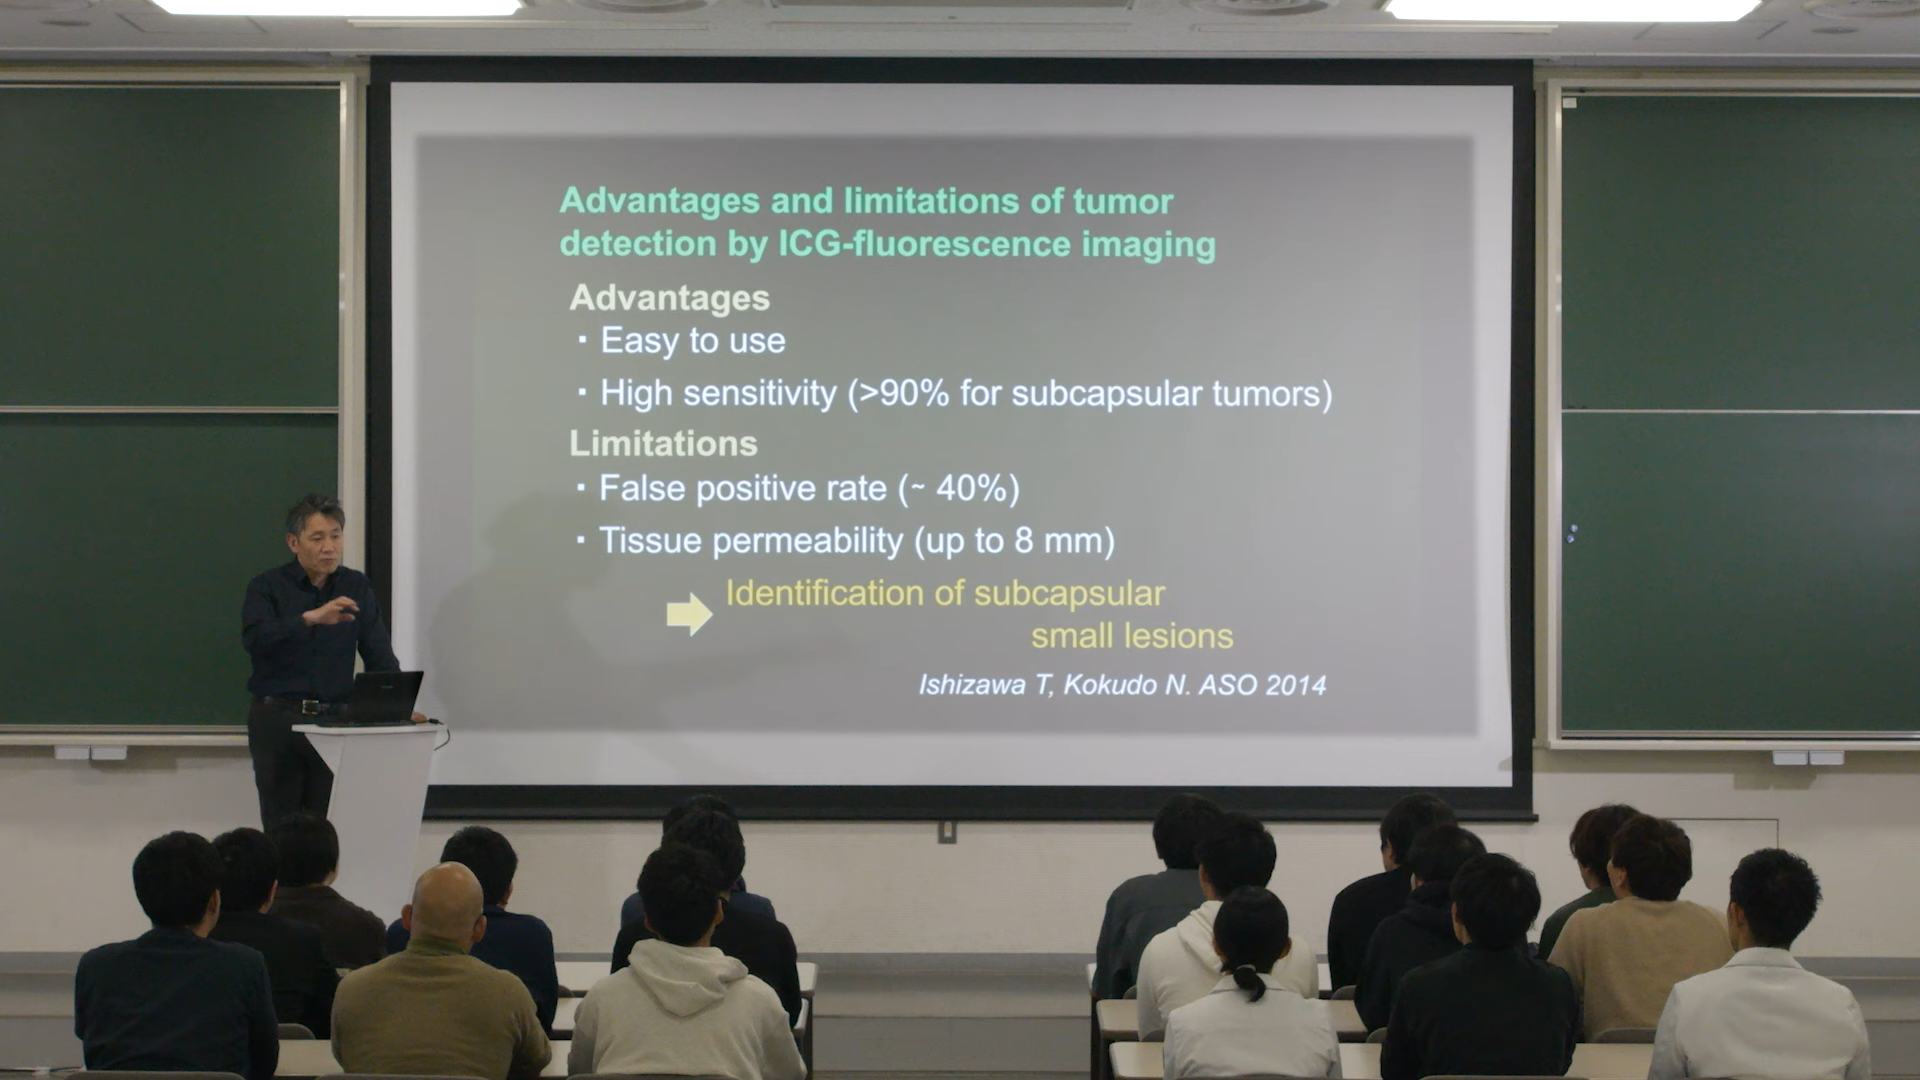 Advantages and limitations of tumor
detection by ICG-fluorescence imaging
Advantages
・Easy to use
・High sensitivity (>90% for subcapsular tumors)
Limitations
・False positive rate (~ 40%)
・Tissue permeability (up to 8 mm)
Identification of subcapsular
small lesions
Ishizawa T, Kokudo N. ASO 2014